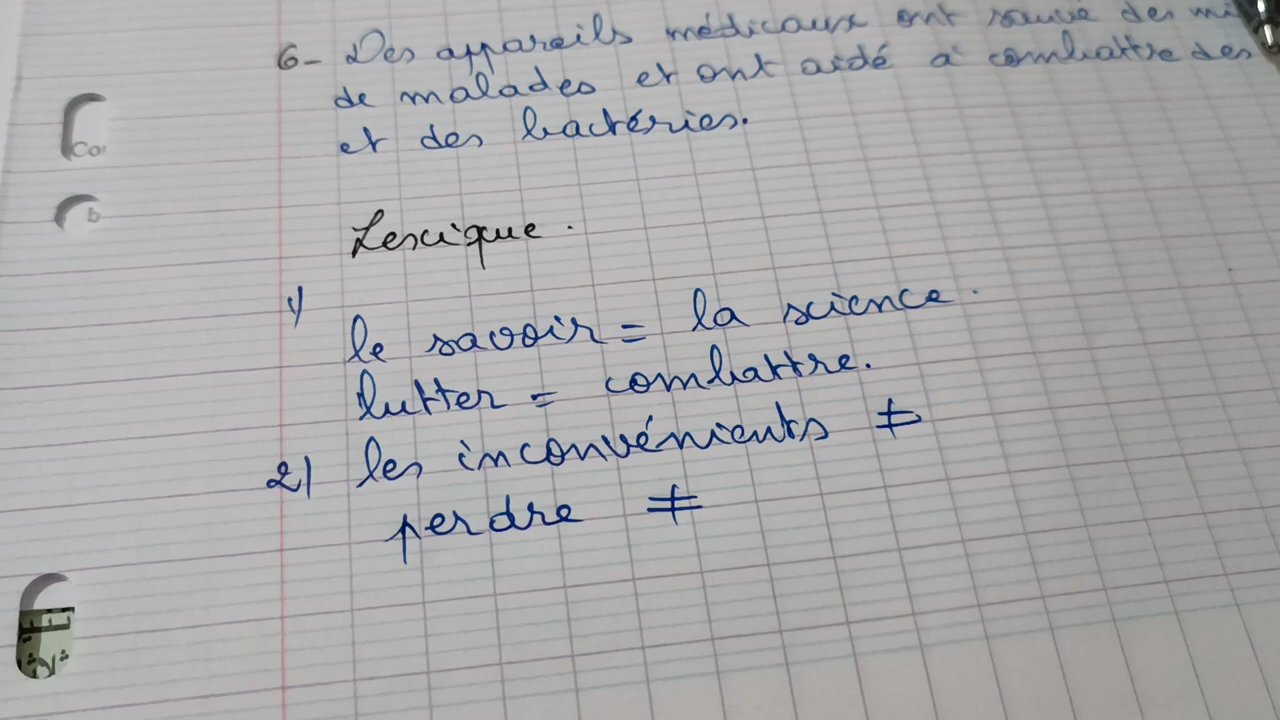 6- Des appareils médicaux ont sauvé des
de malades et ont aidé à combattre des
et des bactéries.
Lexique.
1)
le savoir = la science.
lutter = combattre.
2) les inconvénients ≠
perdre ≠